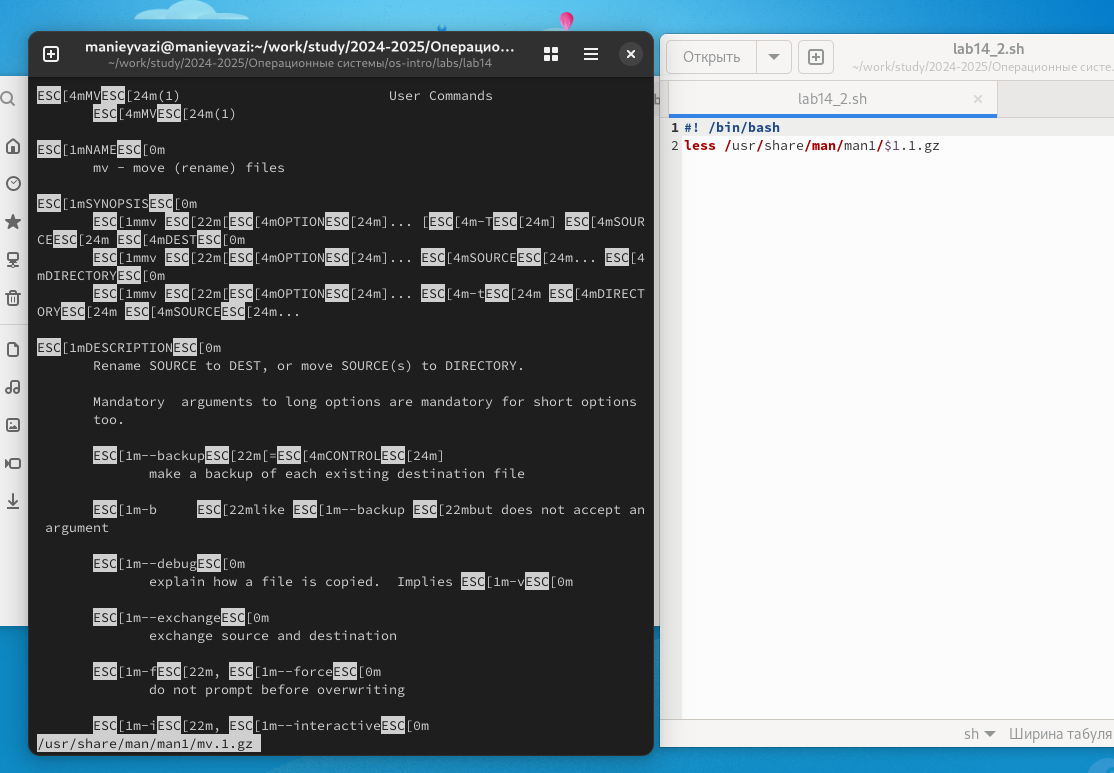 manieyvazi@manieyvazi:~/work/study/2024-2025/Операцио...
~/work/study/2024-2025/Операционные системы/os-intro/labs/lab14
ESC[4mMVESC[24m(1)                          User Commands
       ESC[4mMVESC[24m(1)
ESC[1mNAMEESC[0m
       mv - move (rename) files
ESC[1mSYNOPSISESC[0m
       ESC[1mmv ESC[22m[ESC[4mOPTIONESC[24m]... [ESC[4m-TESC[24m] ESC[4mSOUR
CEESC[24m ESC[4mDESTESC[0m
       ESC[1mmv ESC[22m[ESC[4mOPTIONESC[24m]... ESC[4mSOURCEESC[24m... ESC[4
mDIRECTORYESC[0m
       ESC[1mmv ESC[22m[ESC[4mOPTIONESC[24m]... ESC[4m-tESC[24m ESC[4mDIRECT
ORYESC[24m ESC[4mSOURCEESC[24m...
ESC[1mDESCRIPTIONESC[0m
       Rename SOURCE to DEST, or move SOURCE(s) to DIRECTORY.
       Mandatory  arguments to long options are mandatory for short options
       too.
       ESC[1m--backupESC[22m[=ESC[4mCONTROLESC[24m]
              make a backup of each existing destination file
       ESC[1m-b     ESC[22mlike ESC[1m--backup ESC[22mbut does not accept an
 argument
       ESC[1m--debugESC[0m
              explain how a file is copied.  Implies ESC[1m-vESC[0m
       ESC[1m--exchangeESC[0m
              exchange source and destination
       ESC[1m-fESC[22m, ESC[1m--forceESC[0m
              do not prompt before overwriting
       ESC[1m-iESC[22m, ESC[1m--interactiveESC[0m
/usr/share/man/man1/mv.1.gz
Открыть
lab14_2.sh
~/work/study/2024-2025/Операционные систе...
lab14_2.sh
1 #! /bin/bash
2 less /usr/share/man/man1/$1.1.gz
sh
Ширина табуля